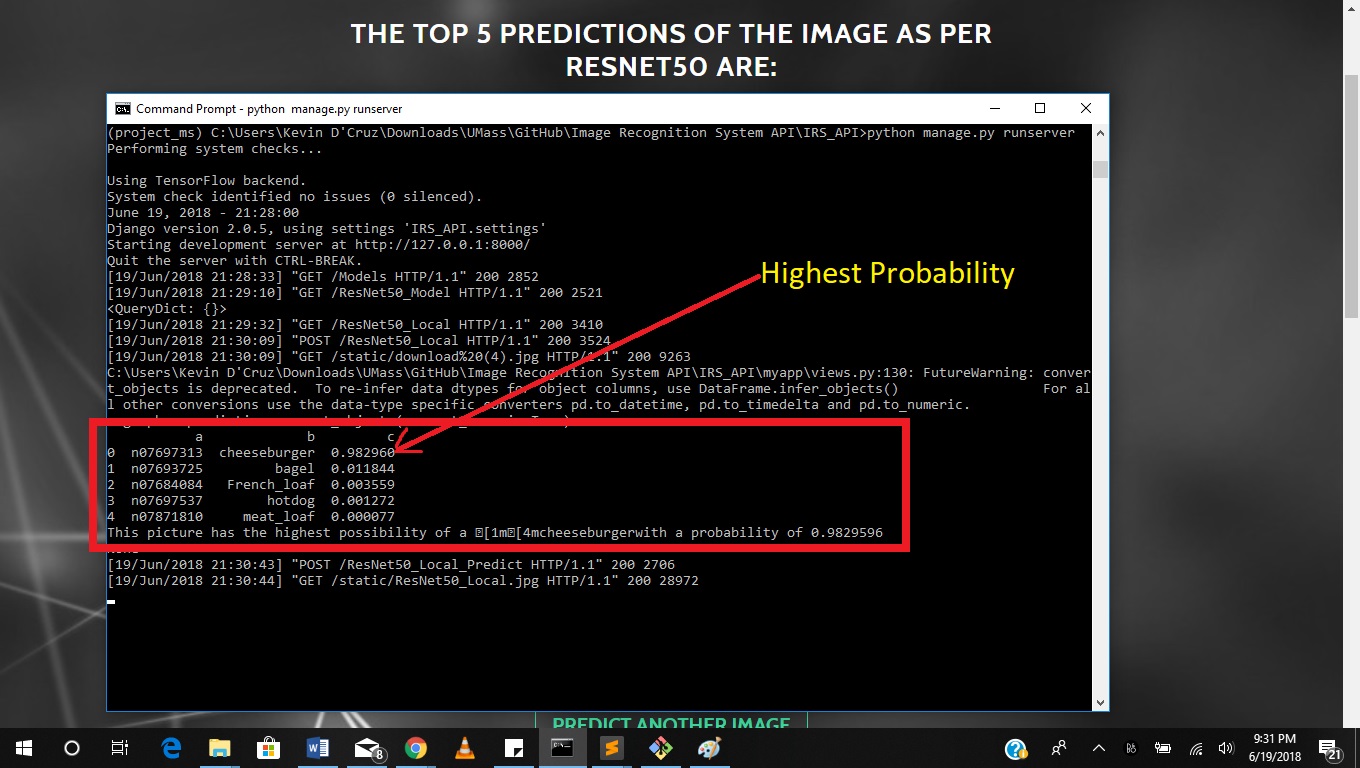 THE TOP 5 PREDICTIONS OF THE IMAGE AS PER
RESNET50 ARE:
Command Prompt - python  manage.py runserver
(project_ms) C:\Users\Kevin D'Cruz\Downloads\UMass\GitHub\Image Recognition System API\IRS_API>python manage.py runserver
Performing system checks...
Using TensorFlow backend.
System check identified no issues (0 silenced).
June 19, 2018 - 21:28:00
Django version 2.0.5, using settings 'IRS_API.settings'
Starting development server at http://127.0.0.1:8000/
Quit the server with CTRL-BREAK.
Highest Probability
[19/Jun/2018 21:28:33] "GET /Models HTTP/1.1" 200 2852
[19/Jun/2018 21:29:10] "GET /ResNet50_Model HTTP/1.1" 200 2521
<QueryDict: {}>
[19/Jun/2018 21:29:32] "GET /ResNet50_Local HTTP/1.1" 200 3410
[19/Jun/2018 21:30:09] "POST /ResNet50_Local HTTP/1.1" 200 3524
[19/Jun/2018 21:30:09] "GET /static/download%20(4).jpg HTTP/1.1" 200 9263
C:\Users\Kevin D'Cruz\Downloads\UMass\GitHub\Image Recognition System API\IRS_API\myapp\views.py:130: FutureWarning: conver
t_objects is deprecated.  To re-infer data dtypes for object columns, use DataFrame.infer_objects() For al
l other conversions use the data-type specific converters pd.to_datetime, pd.to_timedelta and pd.to_numeric.
a b c
0 n07697313 cheeseburger 0.982960
1 n07693725 bagel 0.011844
2 n07684084 French_loaf 0.003559
3 n07697537 hotdog 0.001272
4 n07871810 meat_loaf 0.000077
This picture has the highest possibility of a [1m[4mcheeseburgerwith a probability of 0.9829596
[19/Jun/2018 21:30:43] "POST /ResNet50_Local_Predict HTTP/1.1" 200 2706
[19/Jun/2018 21:30:44] "GET /static/ResNet50_Local.jpg HTTP/1.1" 200 28972
PREDICT ANOTHER IMAGE
8
9:31 PM
6/19/2018
21